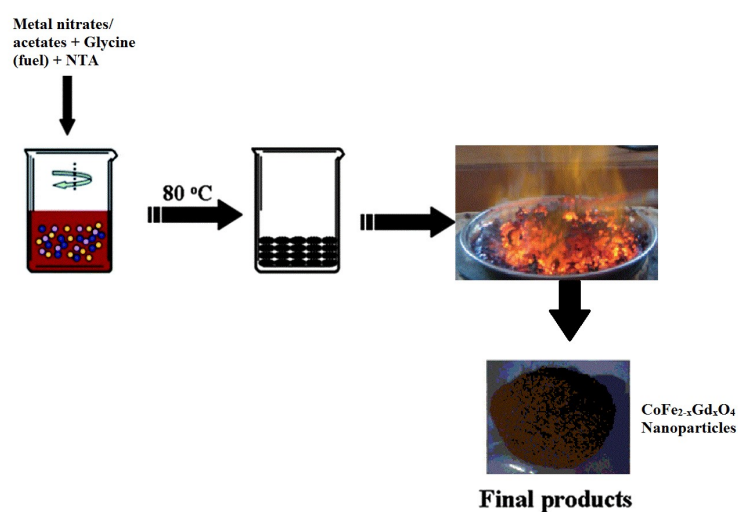 Metal nitrates/
acetates + Glycine
(fuel) + NTA
80 °C
CoFe₂₋ₓGdₓO₄
Nanoparticles
Final products